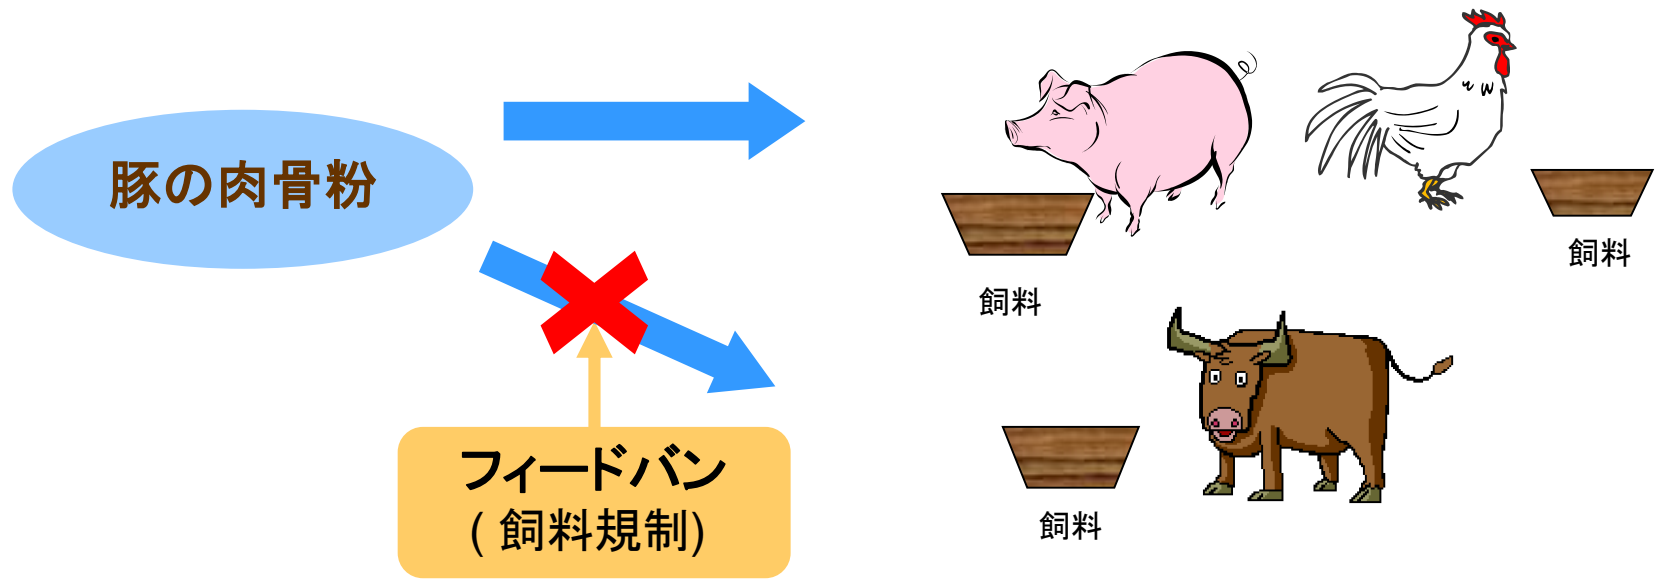 豚の肉骨粉
飼料
飼料
フィードバン
( 飼料規制)
飼料